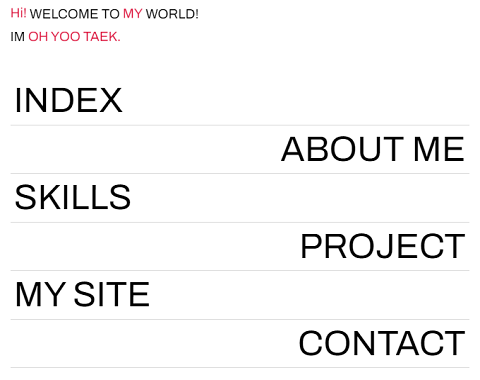 Hi! WELCOME TO MY WORLD!
IM OH YOO TAEK.
INDEX
ABOUT ME
SKILLS
PROJECT
MY SITE
CONTACT